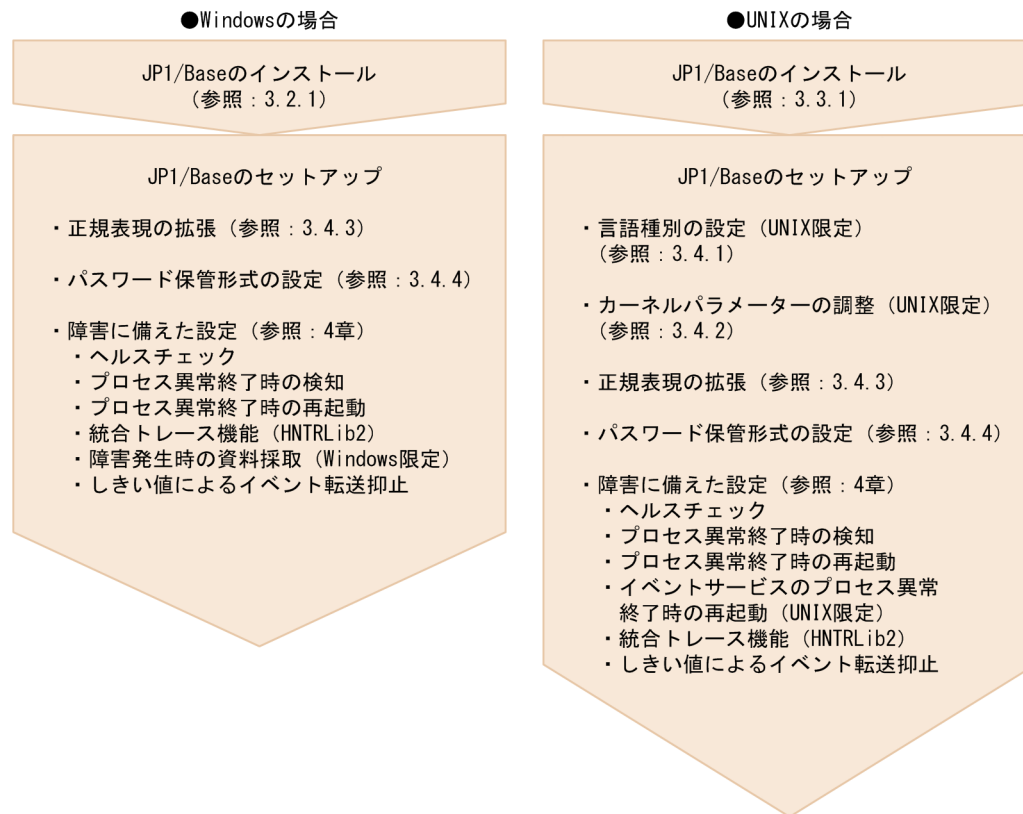 ●Windowsの場合
JP1/Baseのインストール
（参照：3.2.1）
JP1/Baseのセットアップ
・正規表現の拡張（参照：3.4.3）
・パスワード保管形式の設定（参照：3.4.4）
・障害に備えた設定（参照：4章）
・ヘルスチェック
・プロセス異常終了時の検知
・プロセス異常終了時の再起動
・統合トレース機能（HNTRLib2）
・障害発生時の資料採取（Windows限定）
・しきい値によるイベント転送抑止
●UNIXの場合
JP1/Baseのインストール
（参照：3.3.1）
JP1/Baseのセットアップ
・言語種別の設定（UNIX限定）
（参照：3.4.1）
・カーネルパラメーターの調整（UNIX限定）
（参照：3.4.2）
・正規表現の拡張（参照：3.4.3）
・パスワード保管形式の設定（参照：3.4.4）
・障害に備えた設定（参照：4章）
・ヘルスチェック
・プロセス異常終了時の検知
・プロセス異常終了時の再起動
・イベントサービスのプロセス異常
終了時の再起動（UNIX限定）
・統合トレース機能（HNTRLib2）
・しきい値によるイベント転送抑止